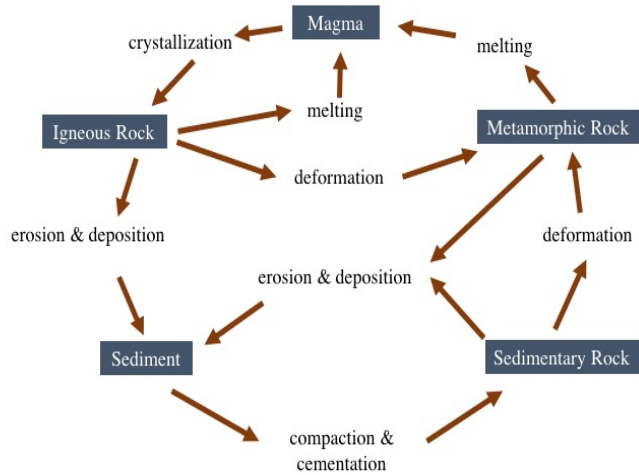 Magma
crystallization
melting
melting
Igneous Rock
Metamorphic Rock
deformation
erosion & deposition
deformation
erosion & deposition
Sediment
Sedimentary Rock
compaction &
cementation